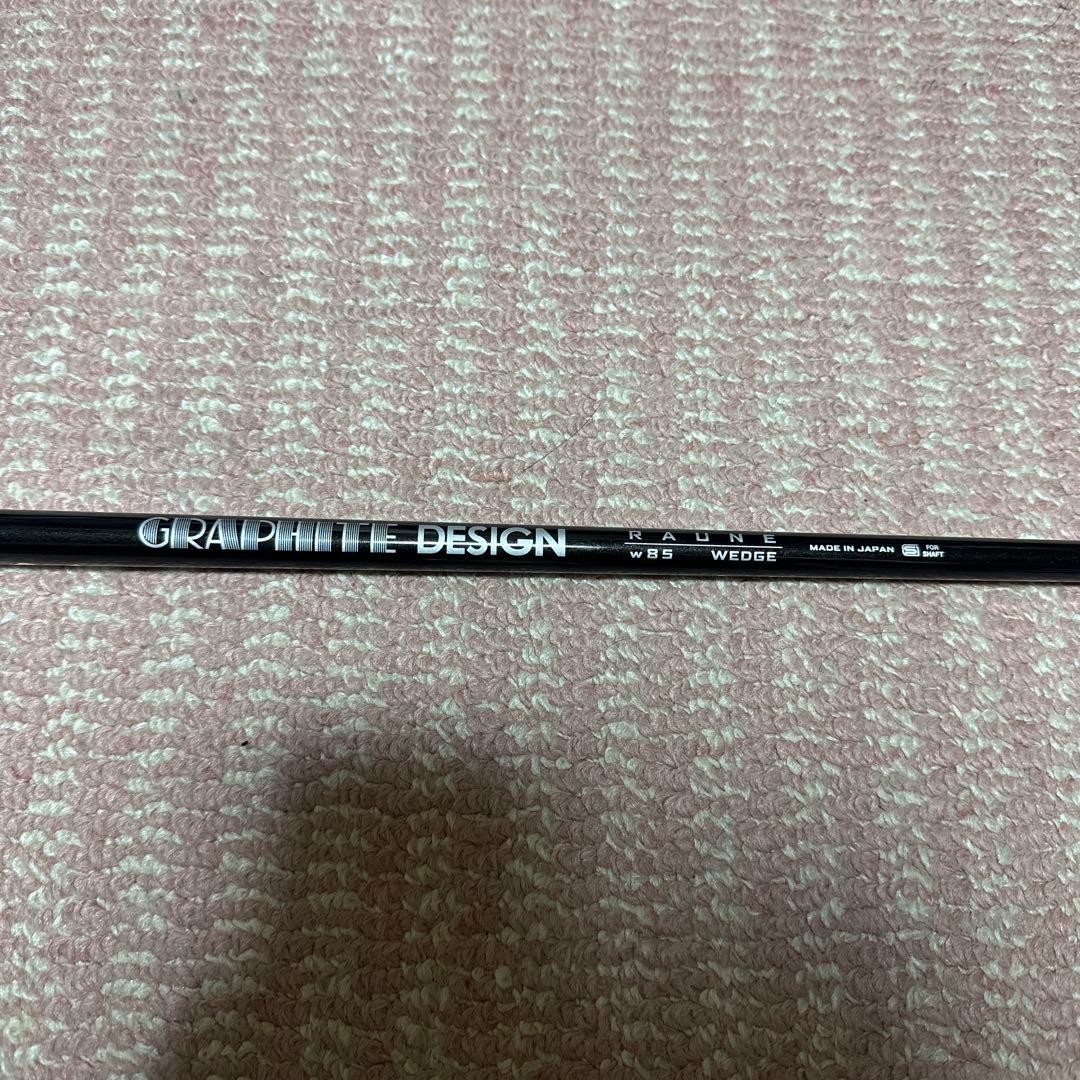 GRAPHITE DESIGN
RAUNE
W85 WEDGE
MADE IN JAPAN
S FOR SHAFT